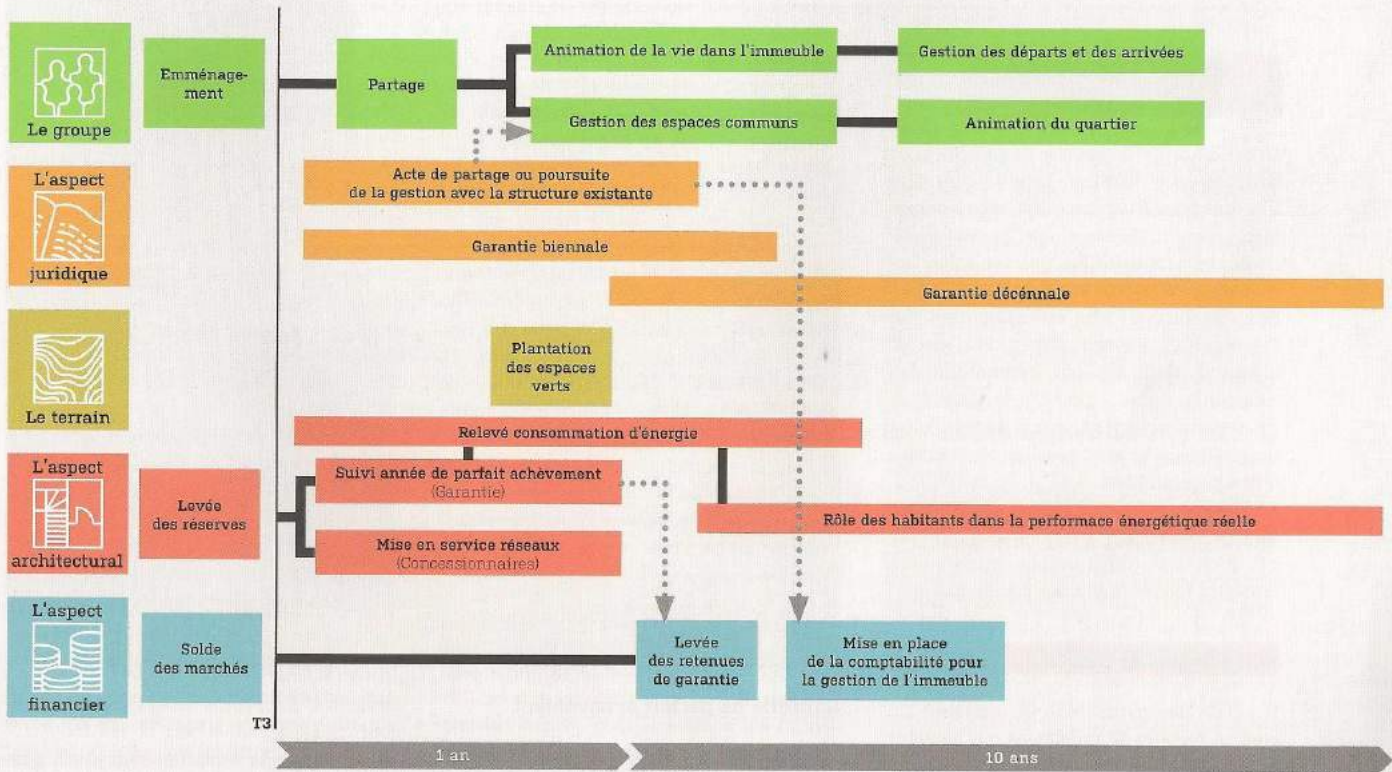 Le groupe
Emménage-
ment
Partage
Animation de la vie dans l'immeuble
Gestion des départs et des arrivées
Gestion des espaces communs
Animation du quartier
L'aspect
juridique
Acte de partage ou poursuite
de la gestion avec la structure existante
Garantie biennale
Garantie décénnale
Le terrain
Plantation
des espaces
verts
L'aspect
architectural
Levée
des réserves
Relevé consommation d'énergie
Suivi année de parfait achèvement
(Garantie)
Mise en service réseaux
(Concessionnaires)
Rôle des habitants dans la performace énergétique réelle
L'aspect
financier
Solde
des marchés
Levée
des retenues
de garantie
Mise en place
de la comptabilité pour
la gestion de l'immeuble
T3
1 an
10 ans